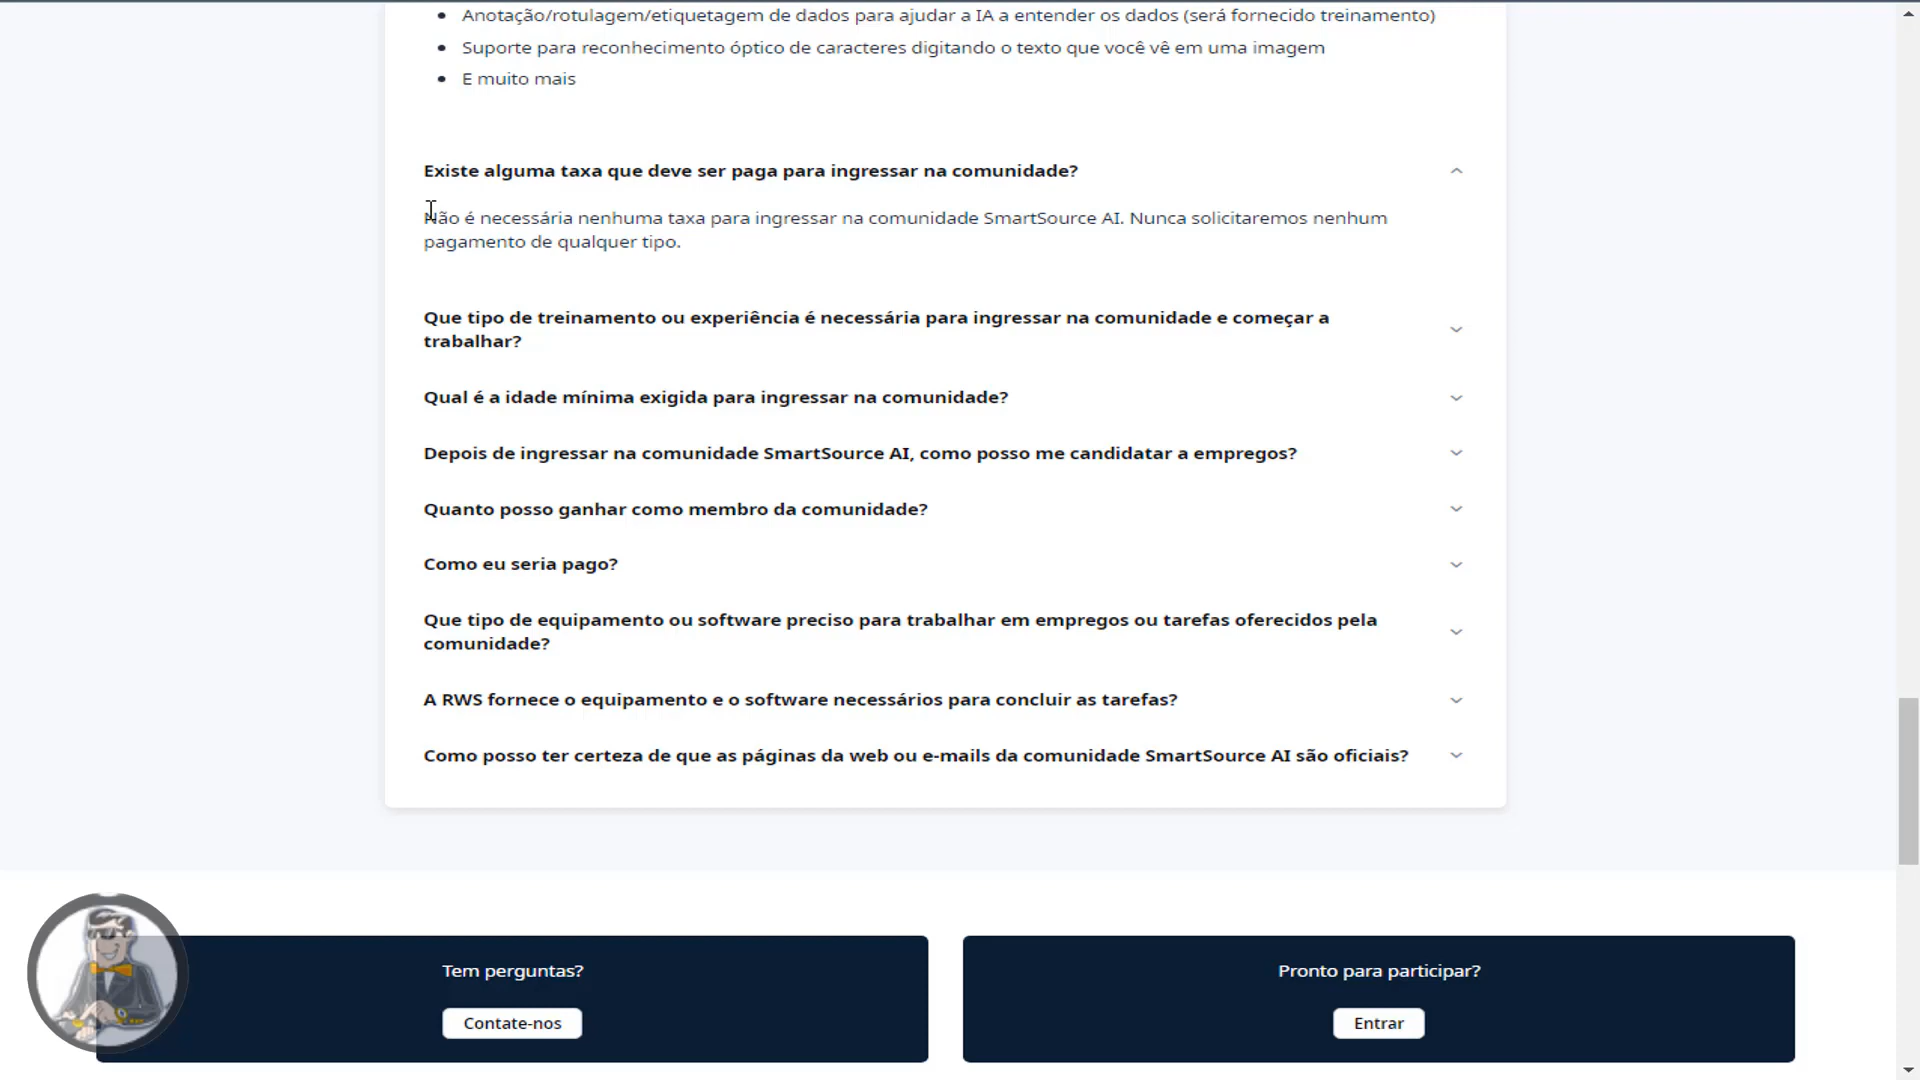 Anotação/rotulagem/etiquetagem de dados para ajudar a IA a entender os dados (será fornecido treinamento)
Suporte para reconhecimento óptico de caracteres digitando o texto que você vê em uma imagem
E muito mais
Existe alguma taxa que deve ser paga para ingressar na comunidade?
Não é necessária nenhuma taxa para ingressar na comunidade SmartSource AI. Nunca solicitaremos nenhum
pagamento de qualquer tipo.
Que tipo de treinamento ou experiência é necessária para ingressar na comunidade e começar a
trabalhar?
Qual é a idade mínima exigida para ingressar na comunidade?
Depois de ingressar na comunidade SmartSource AI, como posso me candidatar a empregos?
Quanto posso ganhar como membro da comunidade?
Como eu seria pago?
Que tipo de equipamento ou software preciso para trabalhar em empregos ou tarefas oferecidos pela
comunidade?
A RWS fornece o equipamento e o software necessários para concluir as tarefas?
Como posso ter certeza de que as páginas da web ou e-mails da comunidade SmartSource AI são oficiais?
Tem perguntas?
Contate-nos
Pronto para participar?
Entrar